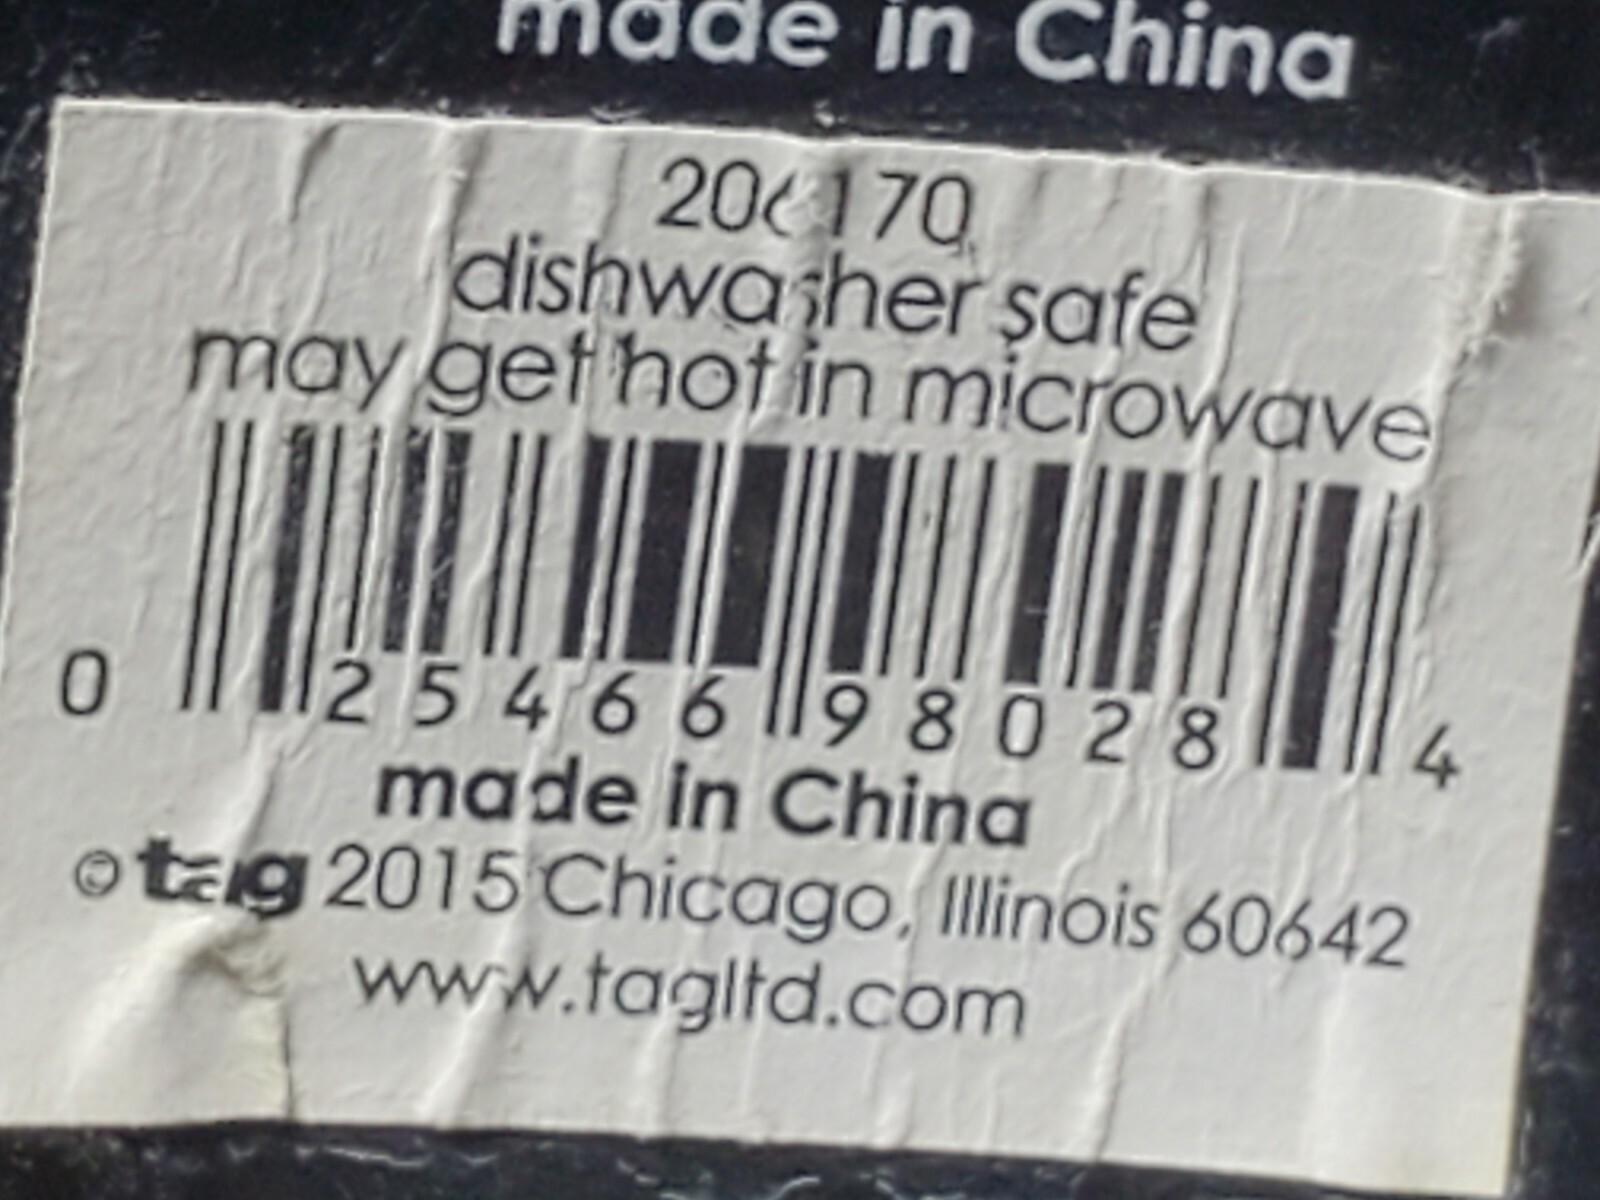 made in China
206170
dishwasher safe
may get hot in microwave
0 25466 98028 4
made in China
© tag 2015 Chicago, Illinois 60642
www.tagltd.com